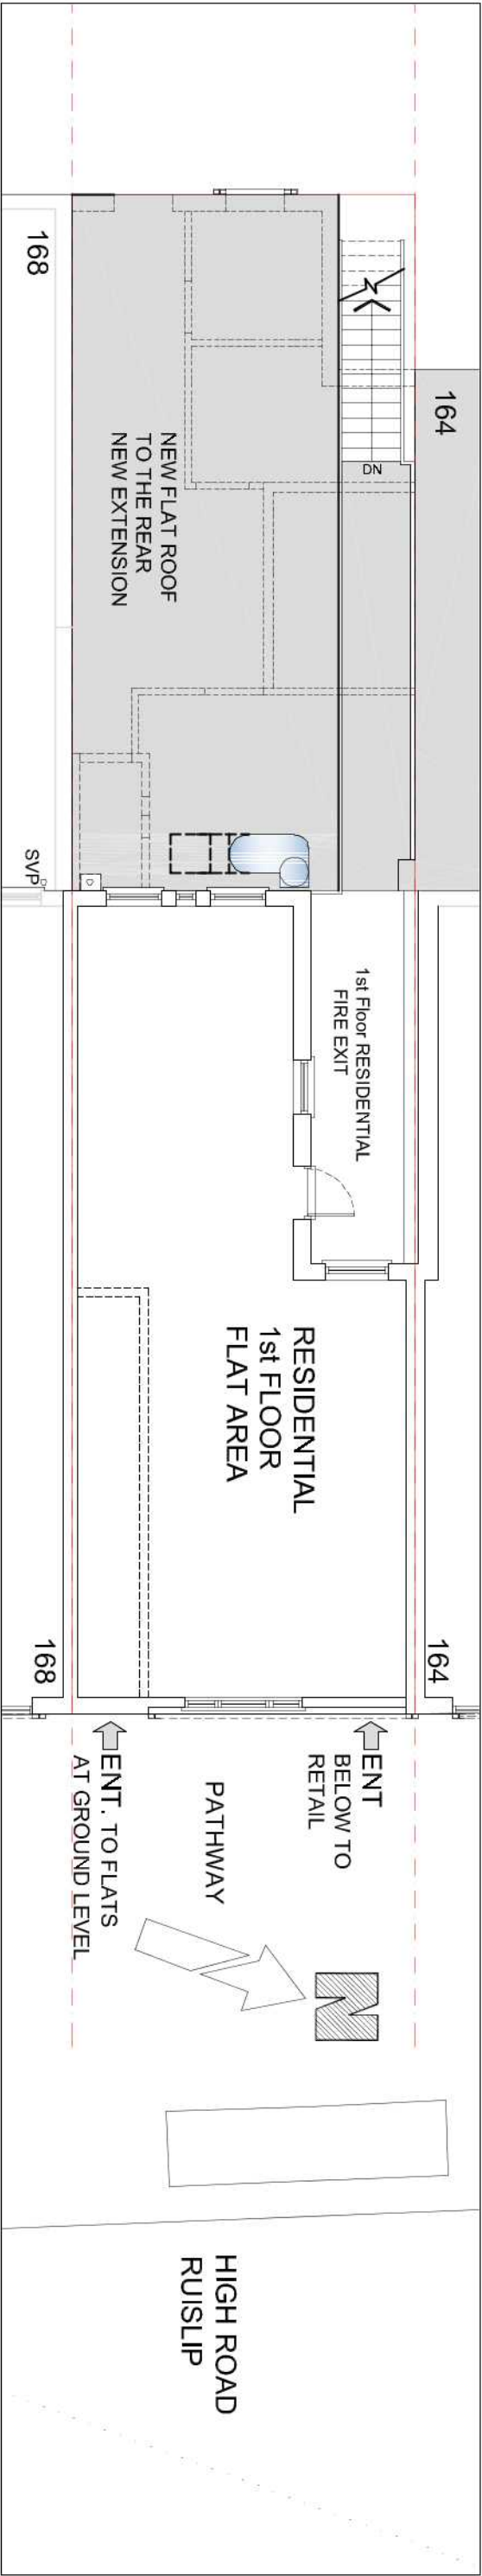 168
164
DN
NEW FLAT ROOF
TO THE REAR
NEW EXTENSION
SVP
1st Floor RESIDENTIAL
FIRE EXIT
RESIDENTIAL
1st FLOOR
FLAT AREA
164
168
ENT
BELOW TO
RETAIL
PATHWAY
ENT. TO FLATS
AT GROUND LEVEL
N
HIGH ROAD
RUISLIP